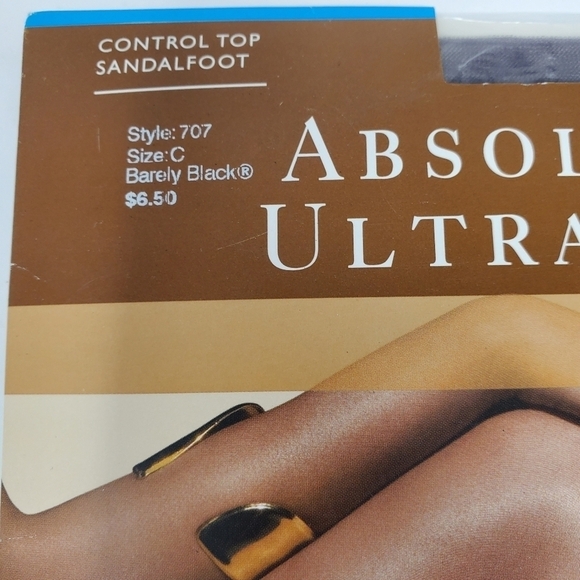 CONTROL TOP
SANDALFOOT
Style: 707
Size: C
Barely Black®
$6.50
ABSOL
ULTRA